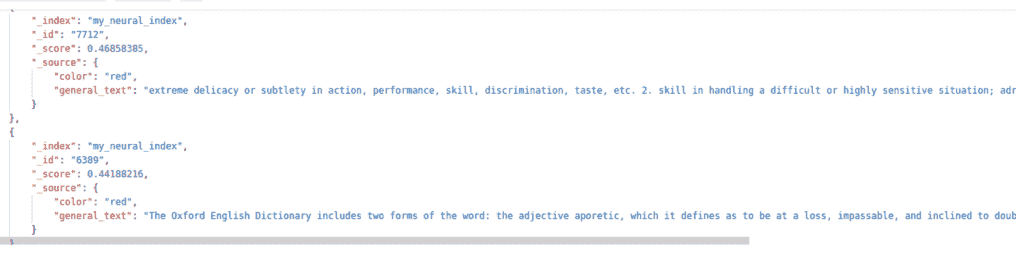 "_index": "my_neural_index",
"_id": "7712",
"_score": 0.46858385,
"_source": {
"color": "red",
"general_text": "extreme delicacy or subtlety in action, performance, skill, discrimination, taste, etc. 2. skill in handling a difficult or highly sensitive situation; adr
}
},
{
"_index": "my_neural_index",
"_id": "6389",
"_score": 0.44188216,
"_source": {
"color": "red",
"general_text": "The Oxford English Dictionary includes two forms of the word: the adjective aporetic, which it defines as to be at a loss, impassable, and inclined to doub
}
}